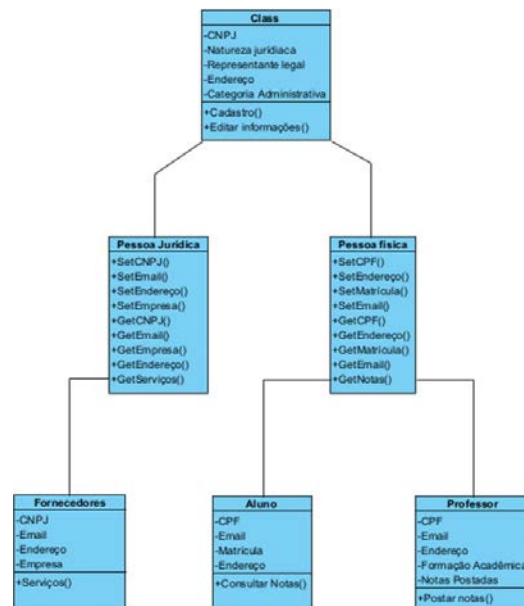 Class
-CNPJ
-Natureza jurídiaca
-Representante legal
-Endereço
-Categoria Administrativa
+Cadastro()
+Editar informações()
Pessoa Jurídica
+SetCNPJ()
+SetEmail()
+SetEndereço()
+SetEmpresa()
+GetCNPJ()
+GetEmail()
+GetEmpresa()
+GetEndereço()
+GetServiços()
Pessoa física
+SetCPF()
+SetEndereço()
+SetMatrícula()
+SetEmail()
+GetCPF()
+GetEndereço()
+GetMatrícula()
+GetEmail()
+GetNotas()
Fornecedores
-CNPJ
-Email
-Endereço
-Empresa
+Serviços()
Aluno
-CPF
-Email
-Matrícula
-Endereço
+Consultar Notas()
Professor
-CPF
-Email
-Endereço
-Formação Acadêmica
-Notas Postadas
+Postar notas()